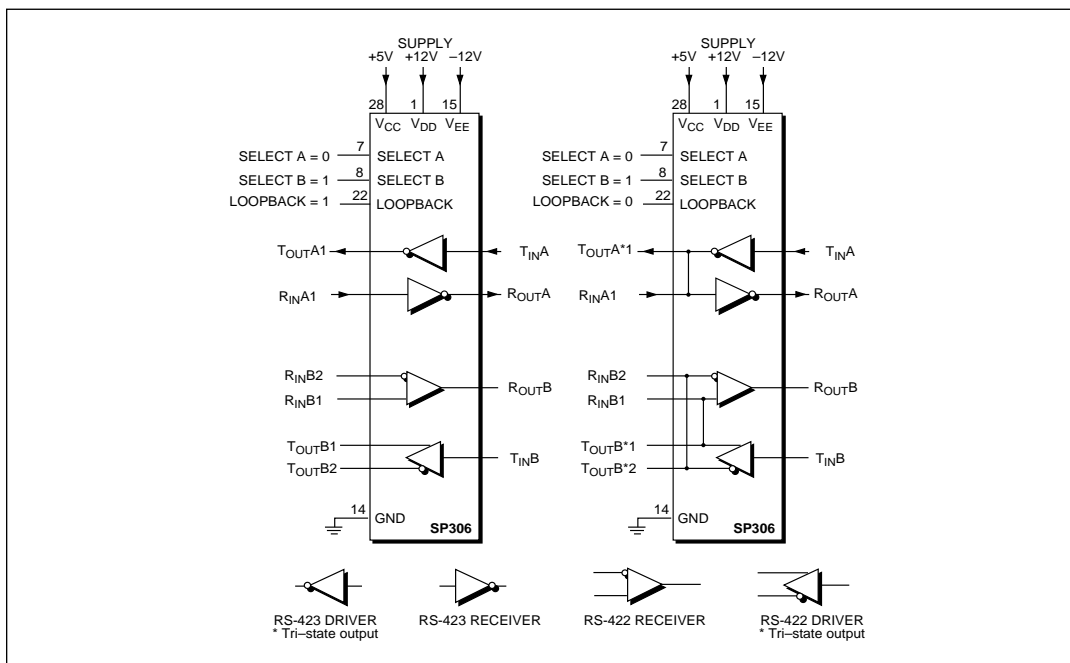 SUPPLY
+5V +12V –12V
28 1 15
VCC VDD VEE
SELECT A = 0 7 SELECT A
SELECT B = 1 8 SELECT B
LOOPBACK = 1 22 LOOPBACK
TOUTA1 TINA
RINA1 ROUTA
RINB2 ROUTB
RINB1
TOUTB1 TINB
TOUTB2
14 GND
SP306
SUPPLY
+5V +12V –12V
28 1 15
VCC VDD VEE
SELECT A = 0 7 SELECT A
SELECT B = 1 8 SELECT B
LOOPBACK = 0 22 LOOPBACK
TOUTA*1 TINA
RINA1 ROUTA
RINB2 ROUTB
RINB1
TOUTB*1 TINB
TOUTB*2
14 GND
SP306
RS-423 DRIVER
* Tri–state output
RS-423 RECEIVER
RS-422 RECEIVER
RS-422 DRIVER
* Tri–state output